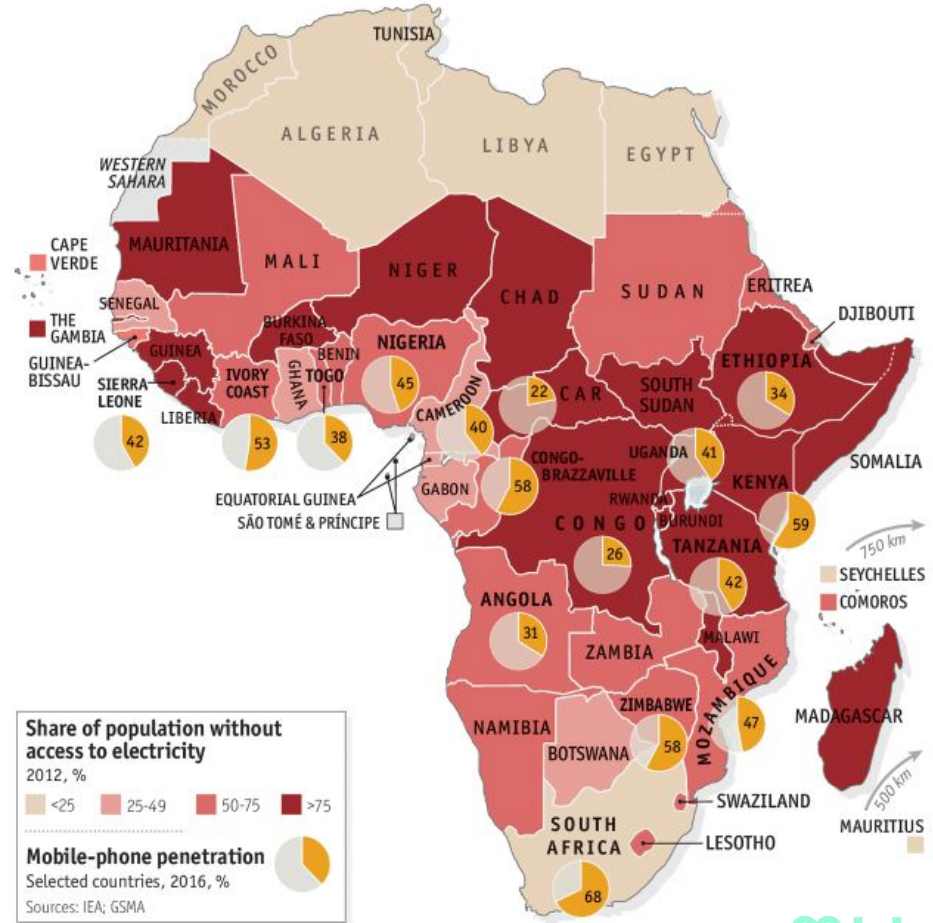 TUNISIA
MOROCCO
ALGERIA
LIBYA
EGYPT
WESTERN
SAHARA
MAURITANIA
CAPE
VERDE
MALI
NIGER
CHAD
SUDAN
ERITREA
SENEGAL
DJIBOUTI
THE
GAMBIA
BURKINA
FASO
GUINEA
NIGERIA
45
BENIN
ETHIOPIA
34
GUINEA-
BISSAU
SIERRA
LEONE
42
IVORY
COAST
53
GHANA
TOGO
38
CAMEROON
40
22
CAR
SOUTH
SUDAN
LIBERIA
UGANDA
41
SOMALIA
CONGO-
BRAZZAVILLE
58
KENYA
59
EQUATORIAL GUINEA
GABON
RWANDA
SÃO TOMÉ & PRÍNCIPE
CONGO
26
BURUNDI
TANZANIA
42
750 km
SEYCHELLES
COMOROS
ANGOLA
31
MALAWI
ZAMBIA
MOZAMBIQUE
47
ZIMBABWE
58
NAMIBIA
BOTSWANA
MADAGASCAR
500 km
MAURITIUS
SWAZILAND
SOUTH
AFRICA
68
LESOTHO
Share of population without
access to electricity
2012, %
<25 25-49 50-75 >75
Mobile-phone penetration
Selected countries, 2016, %
Sources: IEA; GSMA